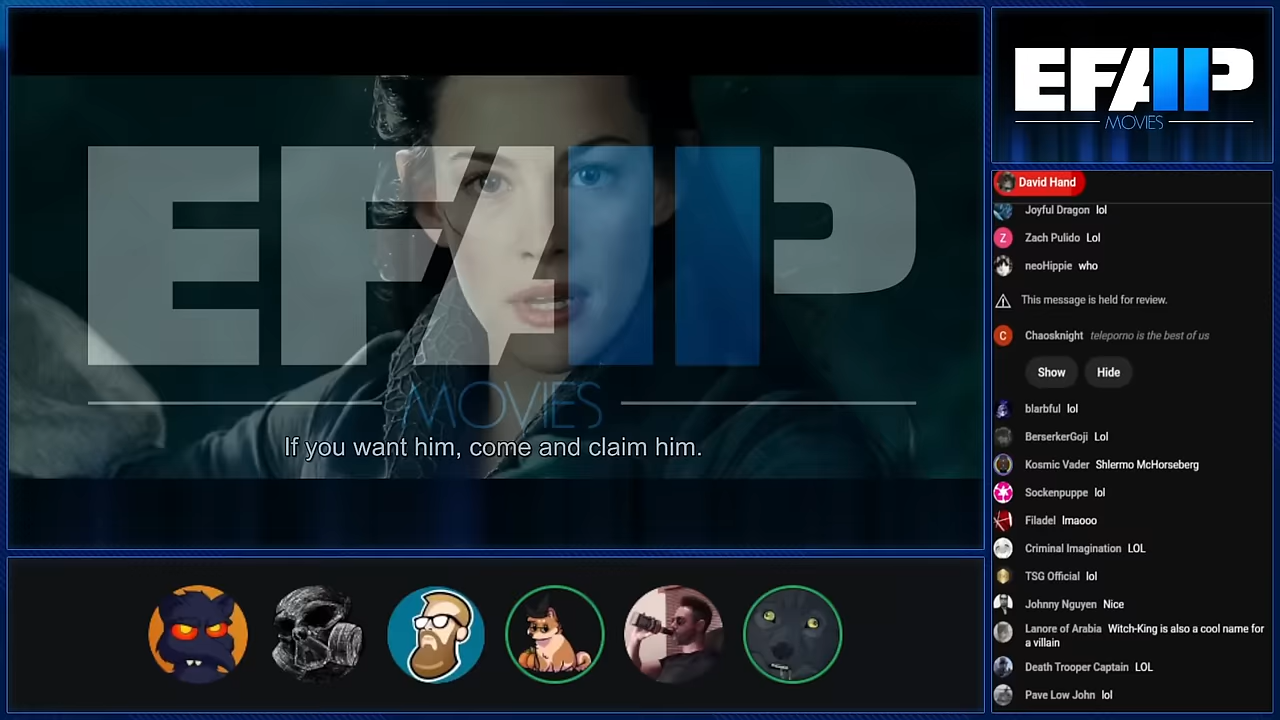 EFAP
MOVIES
If you want him, come and claim him.
EFAP
MOVIES
David Hand
Joyful Dragon lol
Z
Zach Pulido Lol
neoHippie who
This message is held for review.
C
Chaosknight teleporno is the best of us
Show Hide
blarbful lol
BerserkerGoji Lol
Kosmic Vader Shlermo McHorseberg
Sockenpuppe lol
Filadel lmaooo
Criminal Imagination LOL
TSG Official lol
Johnny Nguyen Nice
Lanore of Arabia Witch-King is also a cool name for
a villain
Death Trooper Captain LOL
Pave Low John lol